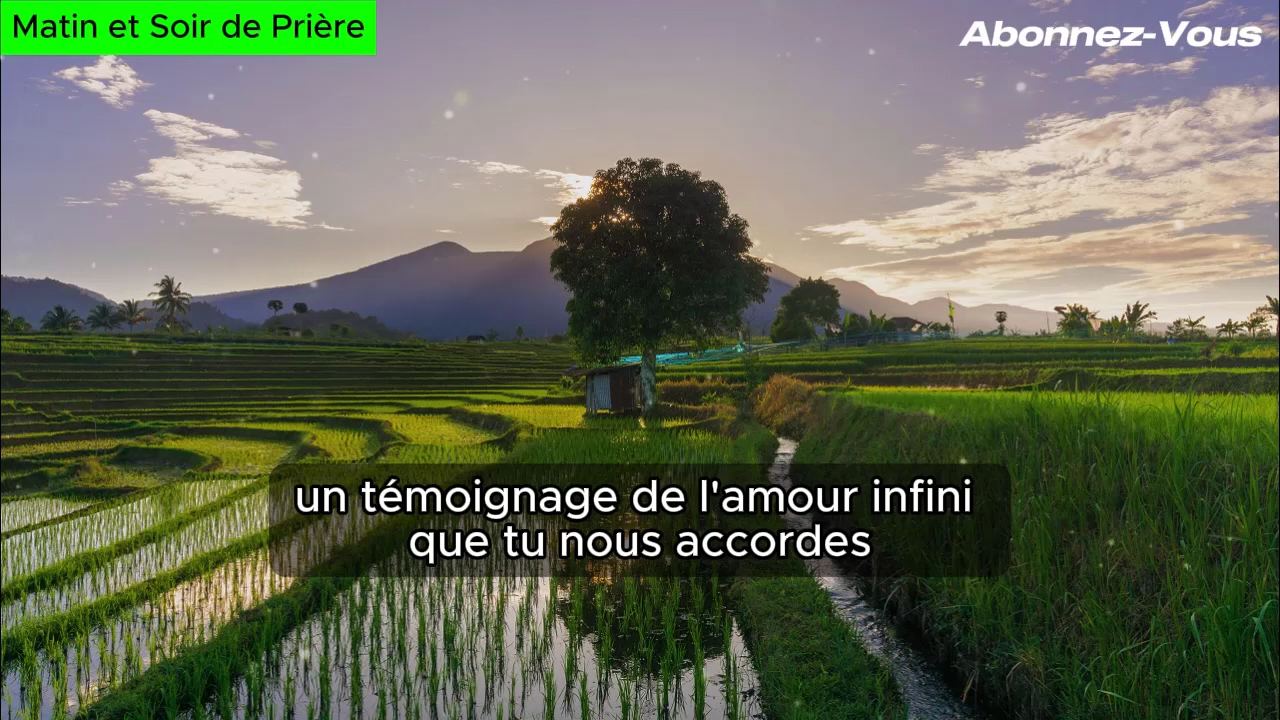 Matin et Soir de Prière
Abonnez-Vous
un témoignage de l'amour infini
que tu nous accordes